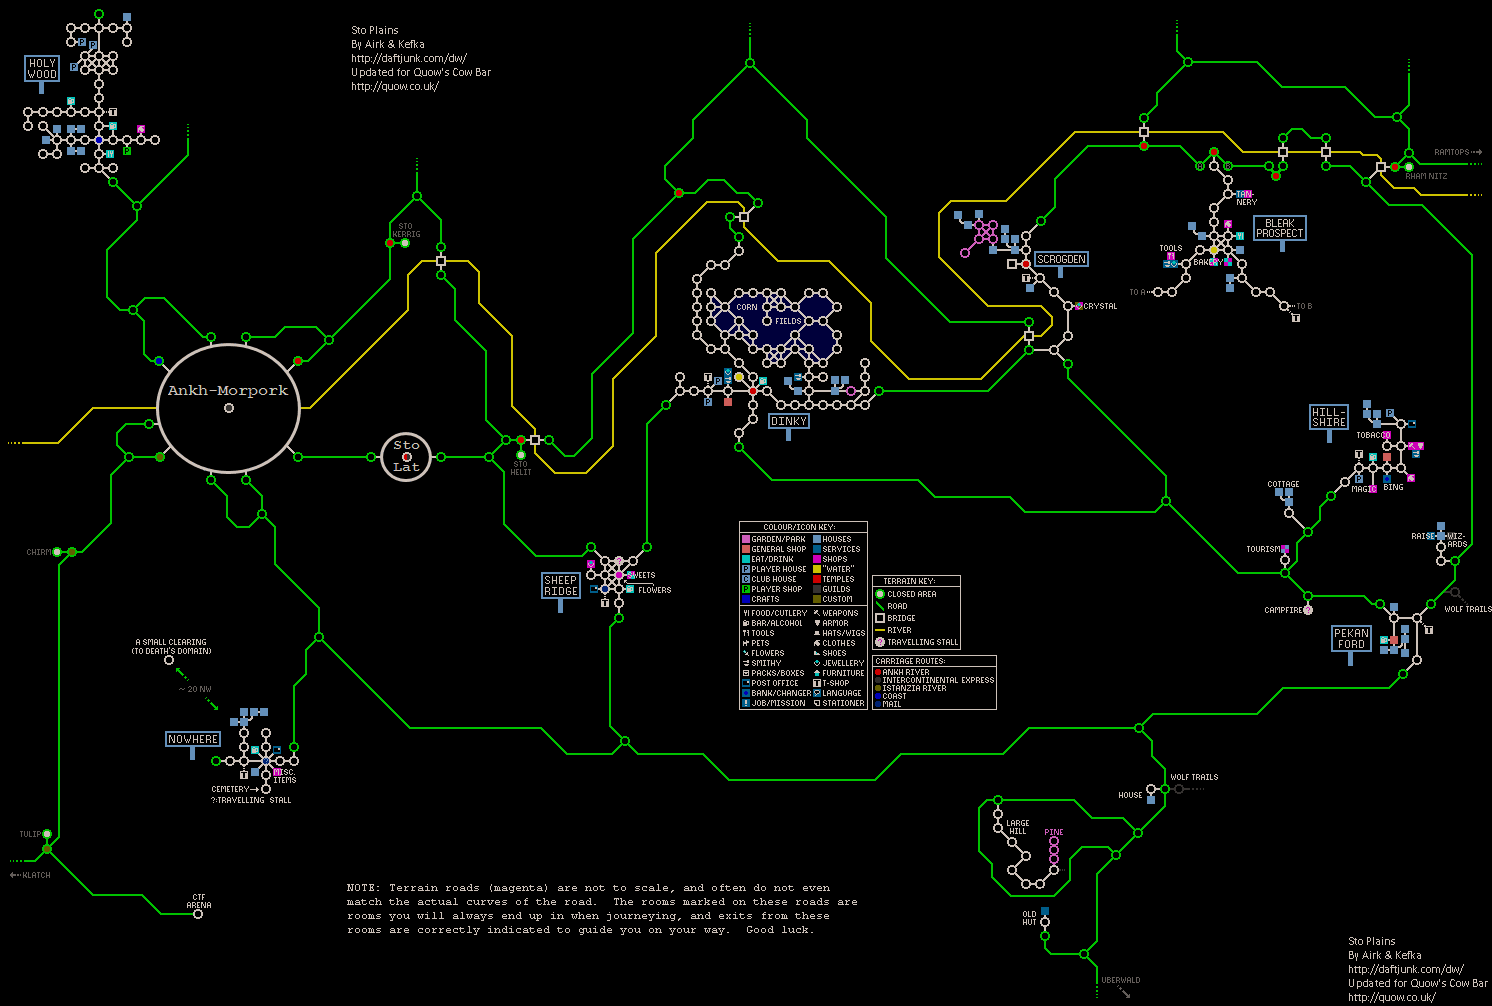 Sto Plains
By Airk & Kefka
http://daftjunk.com/dw/
Updated for Quow's Cow Bar
http://quow.co.uk/
HOLY
WOOD
STO
KERRIG
RAMTOPS
RHAM NITZ
TAN-
NERY
BLEAK
PROSPECT
TOOLS
BAKERY
TO A
TO B
T
SCROGDEN
CRYSTAL
CORN
FIELDS
DINKY
Ankh-Morpork
Sto
Lat
STO
HELIT
HILL-
SHIRE
TOBACCO
MAGIC
BING
COTTAGE
TOURISM
RAISE
WIZ-
ARDS
WOLF TRAILS
CAMPFIRE
PEKAN
FORD
CHIRM
SHEEP
RIDGE
SWEETS
FLOWERS
COLOUR/ICON KEY:
GARDEN/PARK
HOUSES
GENERAL SHOP
SERVICES
EAT/DRINK
SHOPS
PLAYER HOUSE
"WATER"
CLUB HOUSE
TEMPLES
PLAYER SHOP
GUILDS
CRAFTS
CUSTOM
FOOD/CUTLERY
WEAPONS
BAR/ALCOHOL
ARMOR
TOOLS
HATS/WIGS
PETS
CLOTHES
FLOWERS
SHOES
SMITHY
JEWELLERY
PACKS/BOXES
FURNITURE
POST OFFICE
T-SHOP
BANK/CHANGER
LANGUAGE
JOB/MISSION
STATIONER
TERRAIN KEY:
CLOSED AREA
ROAD
BRIDGE
RIVER
TRAVELLING STALL
CARRIAGE ROUTES:
ANKH RIVER
INTERCONTINENTAL EXPRESS
ISTANZIA RIVER
COAST
MAIL
A SMALL CLEARING
(TO DEATH'S DOMAIN)
~ 20 NW
NOWHERE
MISC.
ITEMS
CEMETERY
?:TRAVELLING STALL
TULIP
KLATCH
CTF
ARENA
WOLF TRAILS
HOUSE
LARGE
HILL
PINE
OLD
HUT
UBERWALD
NOTE: Terrain roads (magenta) are not to scale, and often do not even
match the actual curves of the road. The rooms marked on these roads are
rooms you will always end up in when journeying, and exits from these
rooms are correctly indicated to guide you on your way. Good luck.
Sto Plains
By Airk & Kefka
http://daftjunk.com/dw/
Updated for Quow's Cow Bar
http://quow.co.uk/